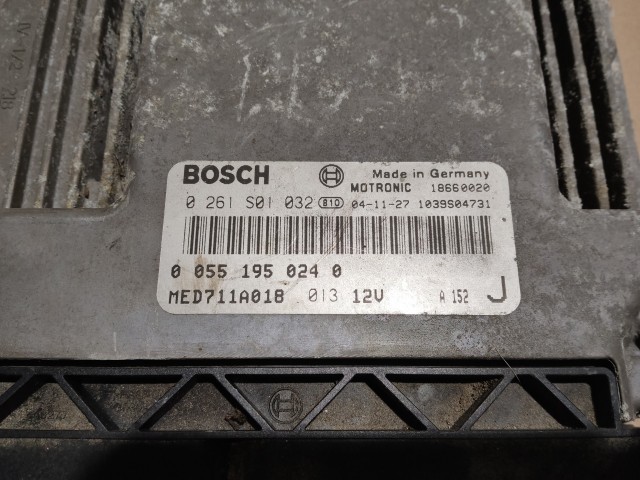 BOSCH Made in Germany
MOTRONIC 18660020
0 261 S01 032 810 04-11-27 1039S04731
0 055 195 024 0
MED711A018 013 12V A 152 J